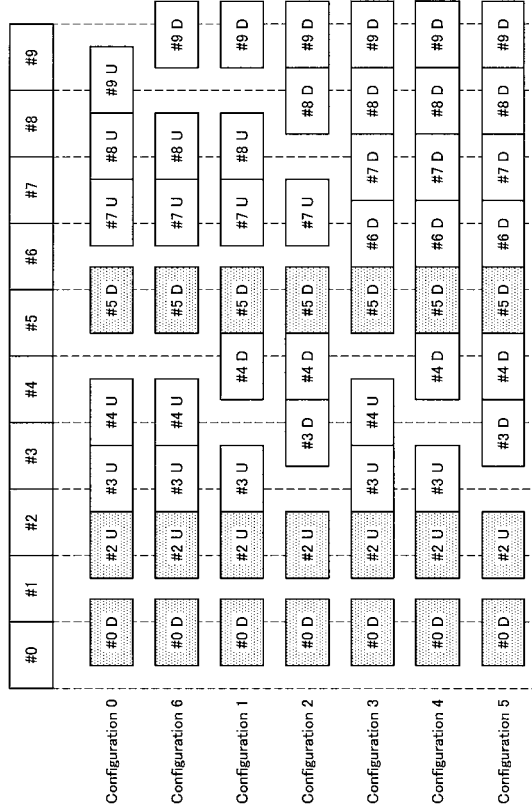 #0 #1 #2 #3 #4 #5 #6 #7 #8 #9
Configuration 0 #0 D #2 U #3 U #4 U #5 D #7 U #8 U #9 U
Configuration 6 #0 D #2 U #3 U #4 U #5 D #7 U #8 U #9 D
Configuration 1 #0 D #2 U #3 U #4 D #5 D #7 U #8 U #9 D
Configuration 2 #0 D #2 U #3 D #4 D #5 D #7 U #8 D #9 D
Configuration 3 #0 D #2 U #3 U #4 U #5 D #6 D #7 D #8 D #9 D
Configuration 4 #0 D #2 U #3 U #4 D #5 D #6 D #7 D #8 D #9 D
Configuration 5 #0 D #2 U #3 D #4 D #5 D #6 D #7 D #8 D #9 D